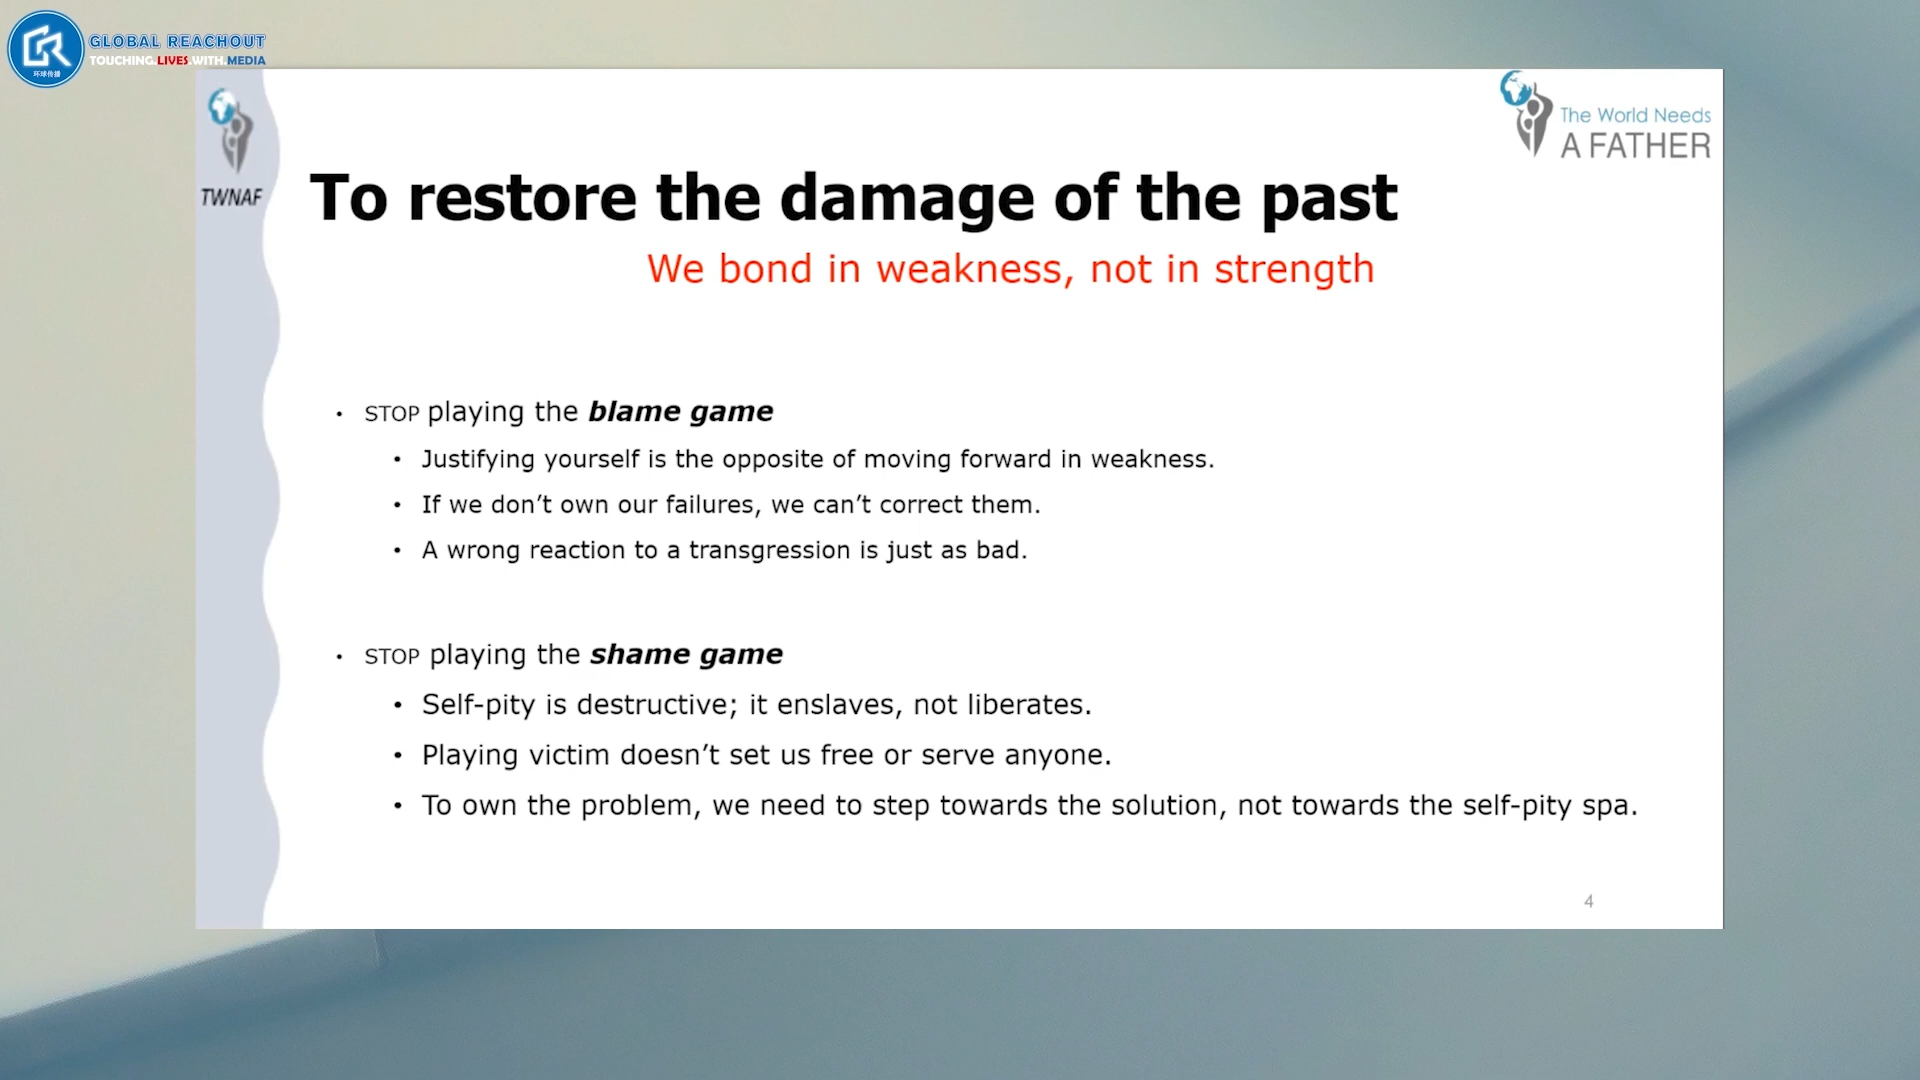 GLOBAL REACHOUT
TOUCHING.LIVES.WITH.MEDIA
环球传播
TWNAF
The World Needs
A FATHER
To restore the damage of the past
We bond in weakness, not in strength
• STOP playing the blame game
• Justifying yourself is the opposite of moving forward in weakness.
• If we don’t own our failures, we can’t correct them.
• A wrong reaction to a transgression is just as bad.
• STOP playing the shame game
• Self-pity is destructive; it enslaves, not liberates.
• Playing victim doesn’t set us free or serve anyone.
• To own the problem, we need to step towards the solution, not towards the self-pity spa.
4